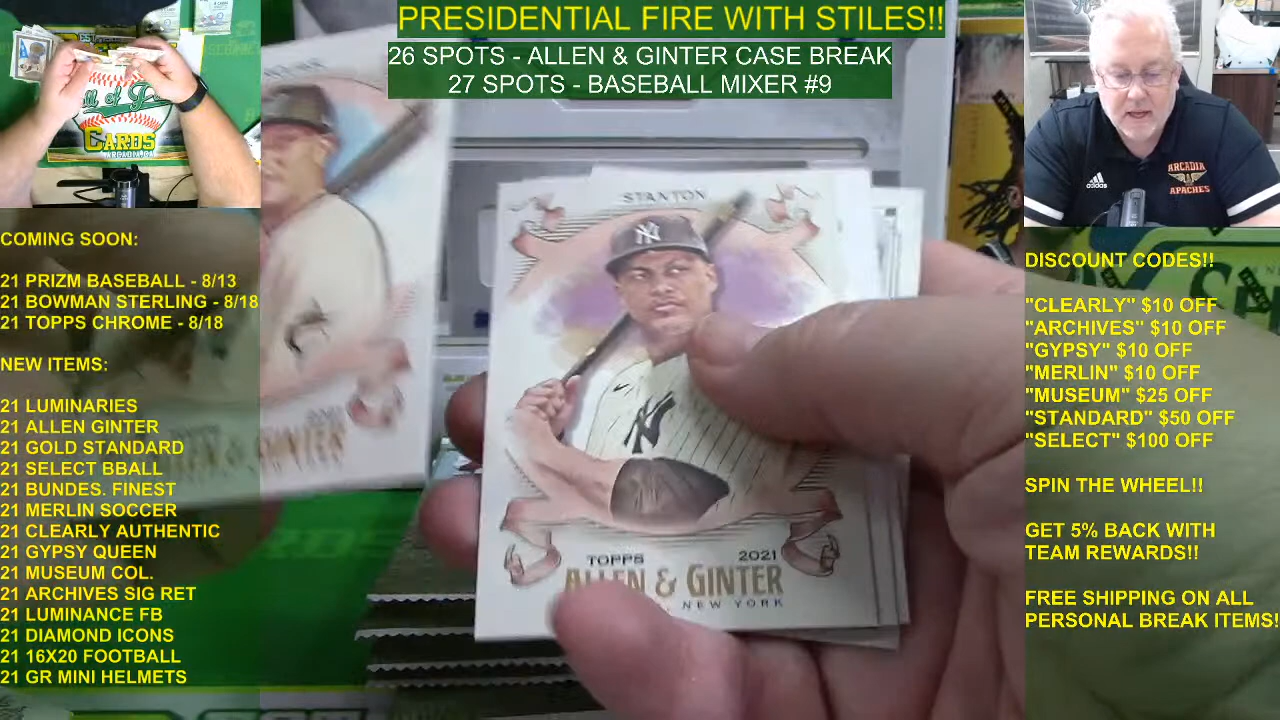 PRESIDENTIAL FIRE WITH STILES!!
26 SPOTS - ALLEN & GINTER CASE BREAK
27 SPOTS - BASEBALL MIXER #9
CARDS
ARCADIA
APACHES
adidas
COMING SOON:
21 PRIZM BASEBALL - 8/13
21 BOWMAN STERLING - 8/18
21 TOPPS CHROME - 8/18
NEW ITEMS:
21 LUMINARIES
21 ALLEN GINTER
21 GOLD STANDARD
21 SELECT BBALL
21 BUNDES. FINEST
21 MERLIN SOCCER
21 CLEARLY AUTHENTIC
21 GYPSY QUEEN
21 MUSEUM COL.
21 ARCHIVES SIG RET
21 LUMINANCE FB
21 DIAMOND ICONS
21 16X20 FOOTBALL
21 GR MINI HELMETS
STANTON
NY
TOPPS 2021
ALLEN & GINTER
NEW YORK
DISCOUNT CODES!!
"CLEARLY" $10 OFF
"ARCHIVES" $10 OFF
"GYPSY" $10 OFF
"MERLIN" $10 OFF
"MUSEUM" $25 OFF
"STANDARD" $50 OFF
"SELECT" $100 OFF
SPIN THE WHEEL!!
GET 5% BACK WITH
TEAM REWARDS!!
FREE SHIPPING ON ALL
PERSONAL BREAK ITEMS!